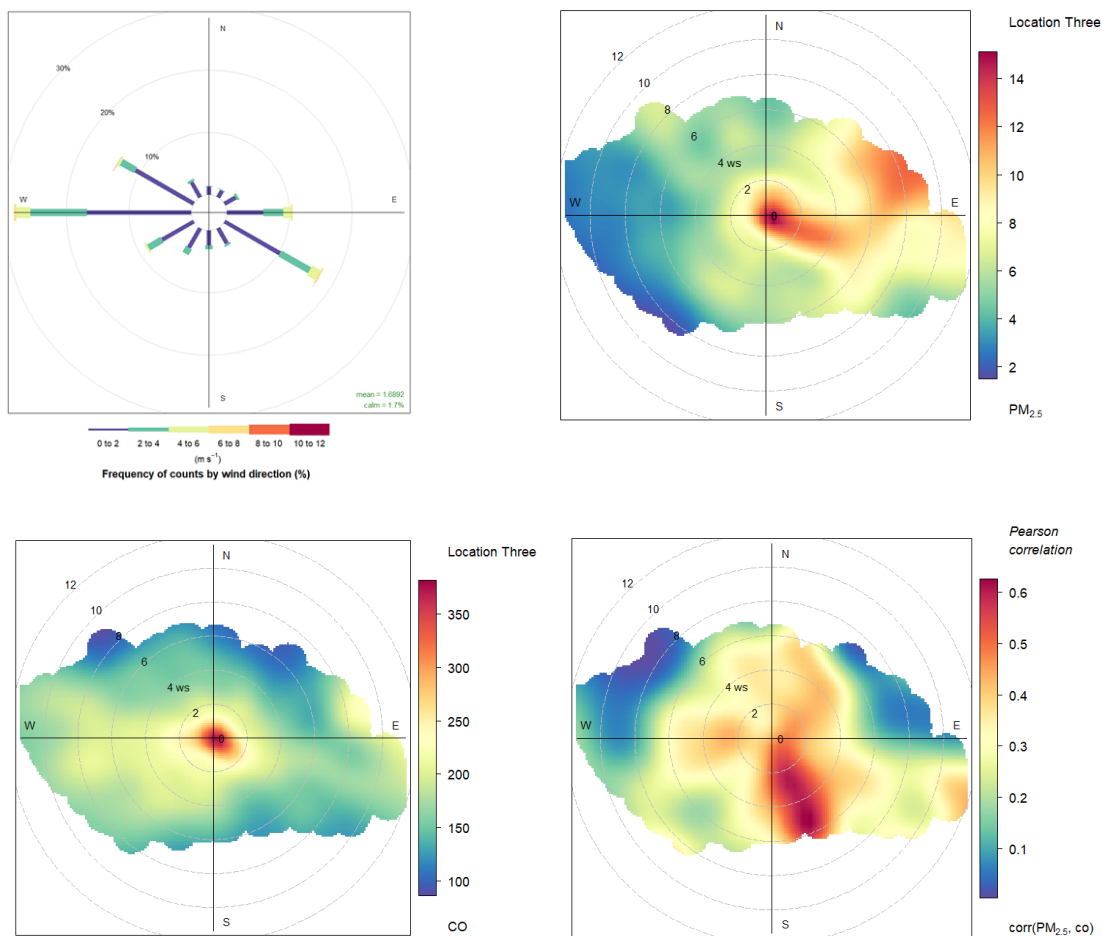 N
30%
20%
10%
W
E
S
mean = 1.6892
calm = 1.7%
0 to 2
2 to 4
4 to 6
6 to 8
8 to 10
10 to 12
(m s⁻¹)
Frequency of counts by wind direction (%)
Location Three
N
12
10
8
6
4 ws
2
0
W
E
S
14
12
10
8
6
4
2
PM₂.₅
Location Three
N
12
10
8
6
4 ws
2
0
W
E
S
350
300
250
200
150
100
CO
Pearson
correlation
N
12
10
8
6
4 ws
2
0
W
E
S
0.6
0.5
0.4
0.3
0.2
0.1
corr(PM₂.₅, co)